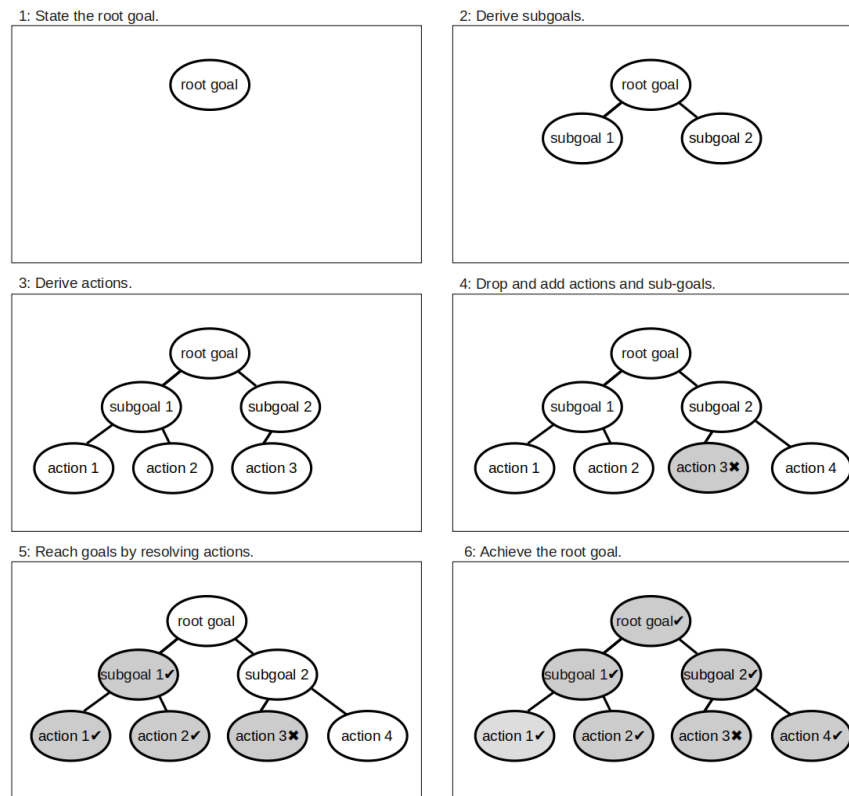 1: State the root goal.
root goal
2: Derive subgoals.
root goal
subgoal 1 subgoal 2
3: Derive actions.
root goal
subgoal 1 subgoal 2
action 1 action 2 action 3
4: Drop and add actions and sub-goals.
root goal
subgoal 1 subgoal 2
action 1 action 2 action 3✖ action 4
5: Reach goals by resolving actions.
root goal
subgoal 1✔ subgoal 2
action 1✔ action 2✔ action 3✖ action 4
6: Achieve the root goal.
root goal✔
subgoal 1✔ subgoal 2✔
action 1✔ action 2✔ action 3✖ action 4✔